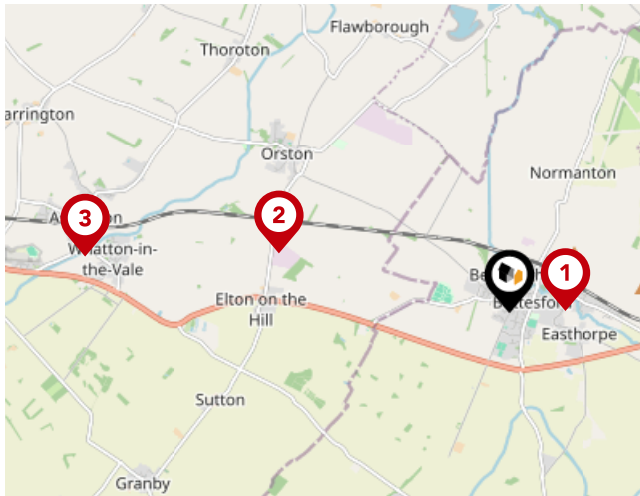 Flawborough
Thoroton
arrington
Orston
Normanton
3
2
Whatton-in-
the-Vale
1
Elton on the
Hill
Easthorpe
Sutton
Granby